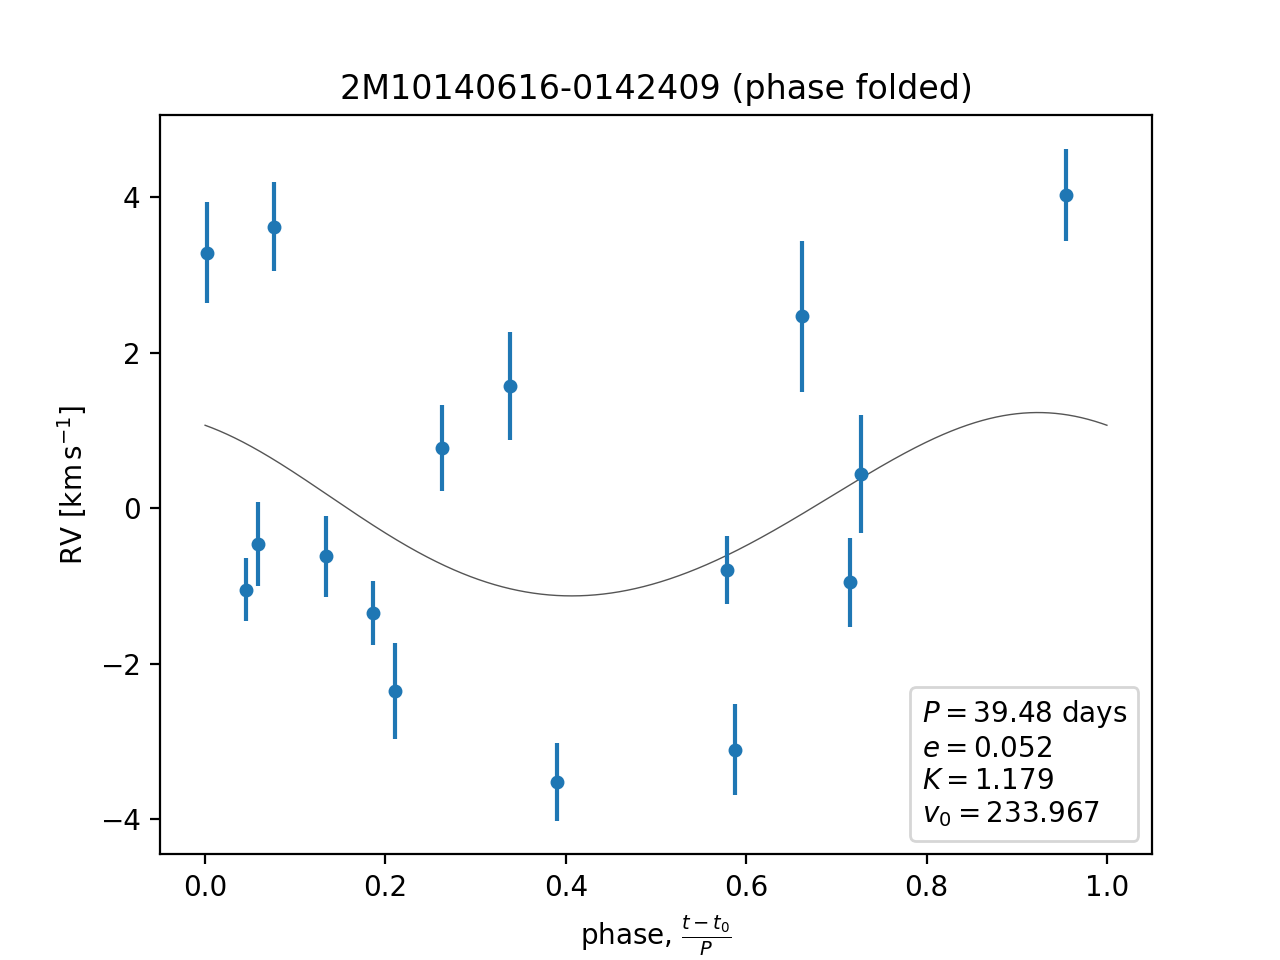 2M10140616-0142409 (phase folded)
RV [km s⁻¹]
4
2
0
−2
−4
P = 39.48 days
e = 0.052
K = 1.179
v₀ = 233.967
0.0 0.2 0.4 0.6 0.8 1.0
phase, (t − t₀)/P